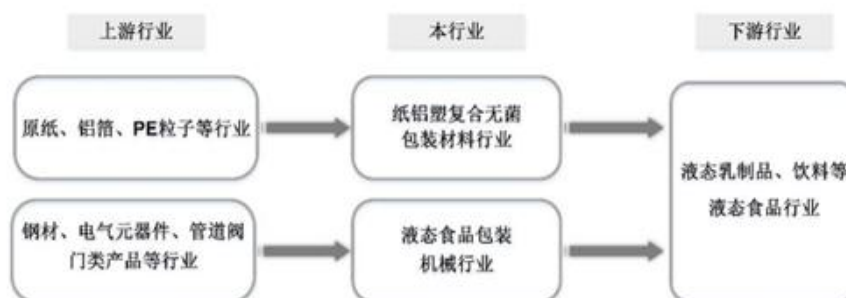 上游行业
本行业
下游行业
原纸、铝箔、PE粒子等行业
纸铝塑复合无菌
包装材料行业
液态乳制品、饮料等
液态食品行业
钢材、电气元器件、管道阀
门类产品等行业
液态食品包装
机械行业